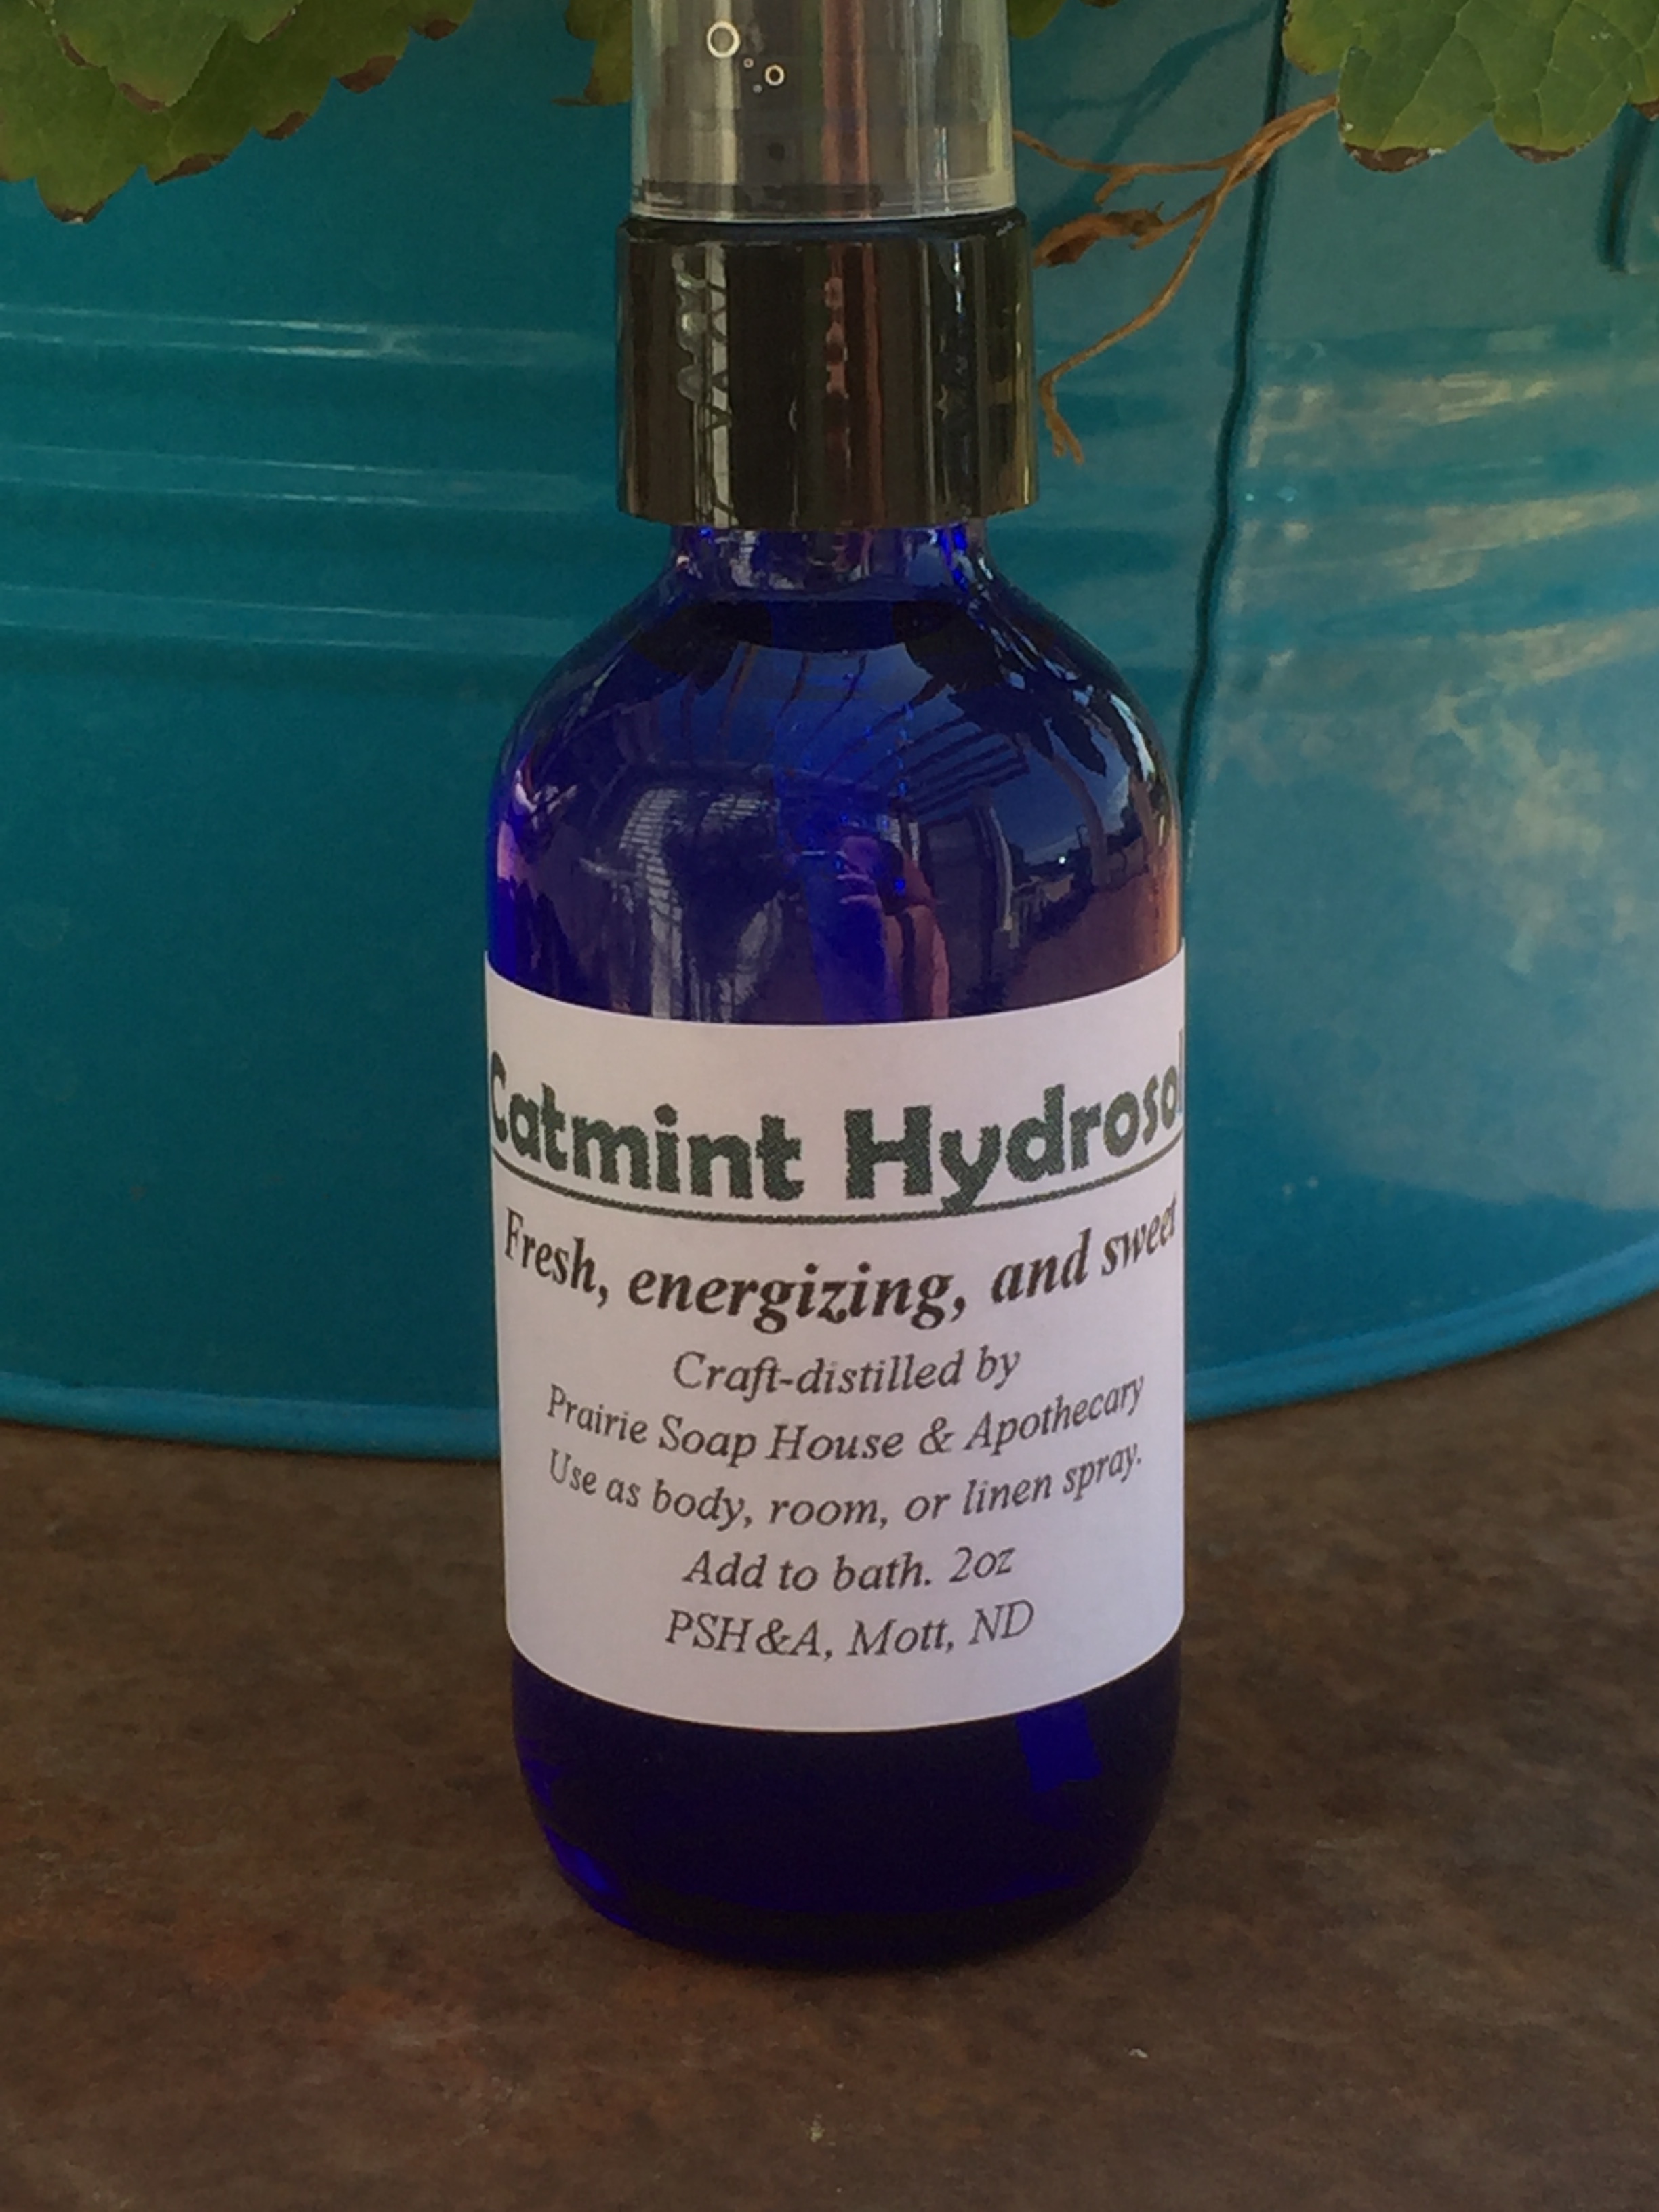 Catmint Hydrosol
Fresh, energizing, and sweet
Craft-distilled by
Prairie Soap House & Apothecary
Use as body, room, or linen spray.
Add to bath. 2oz
PSH&A, Mott, ND